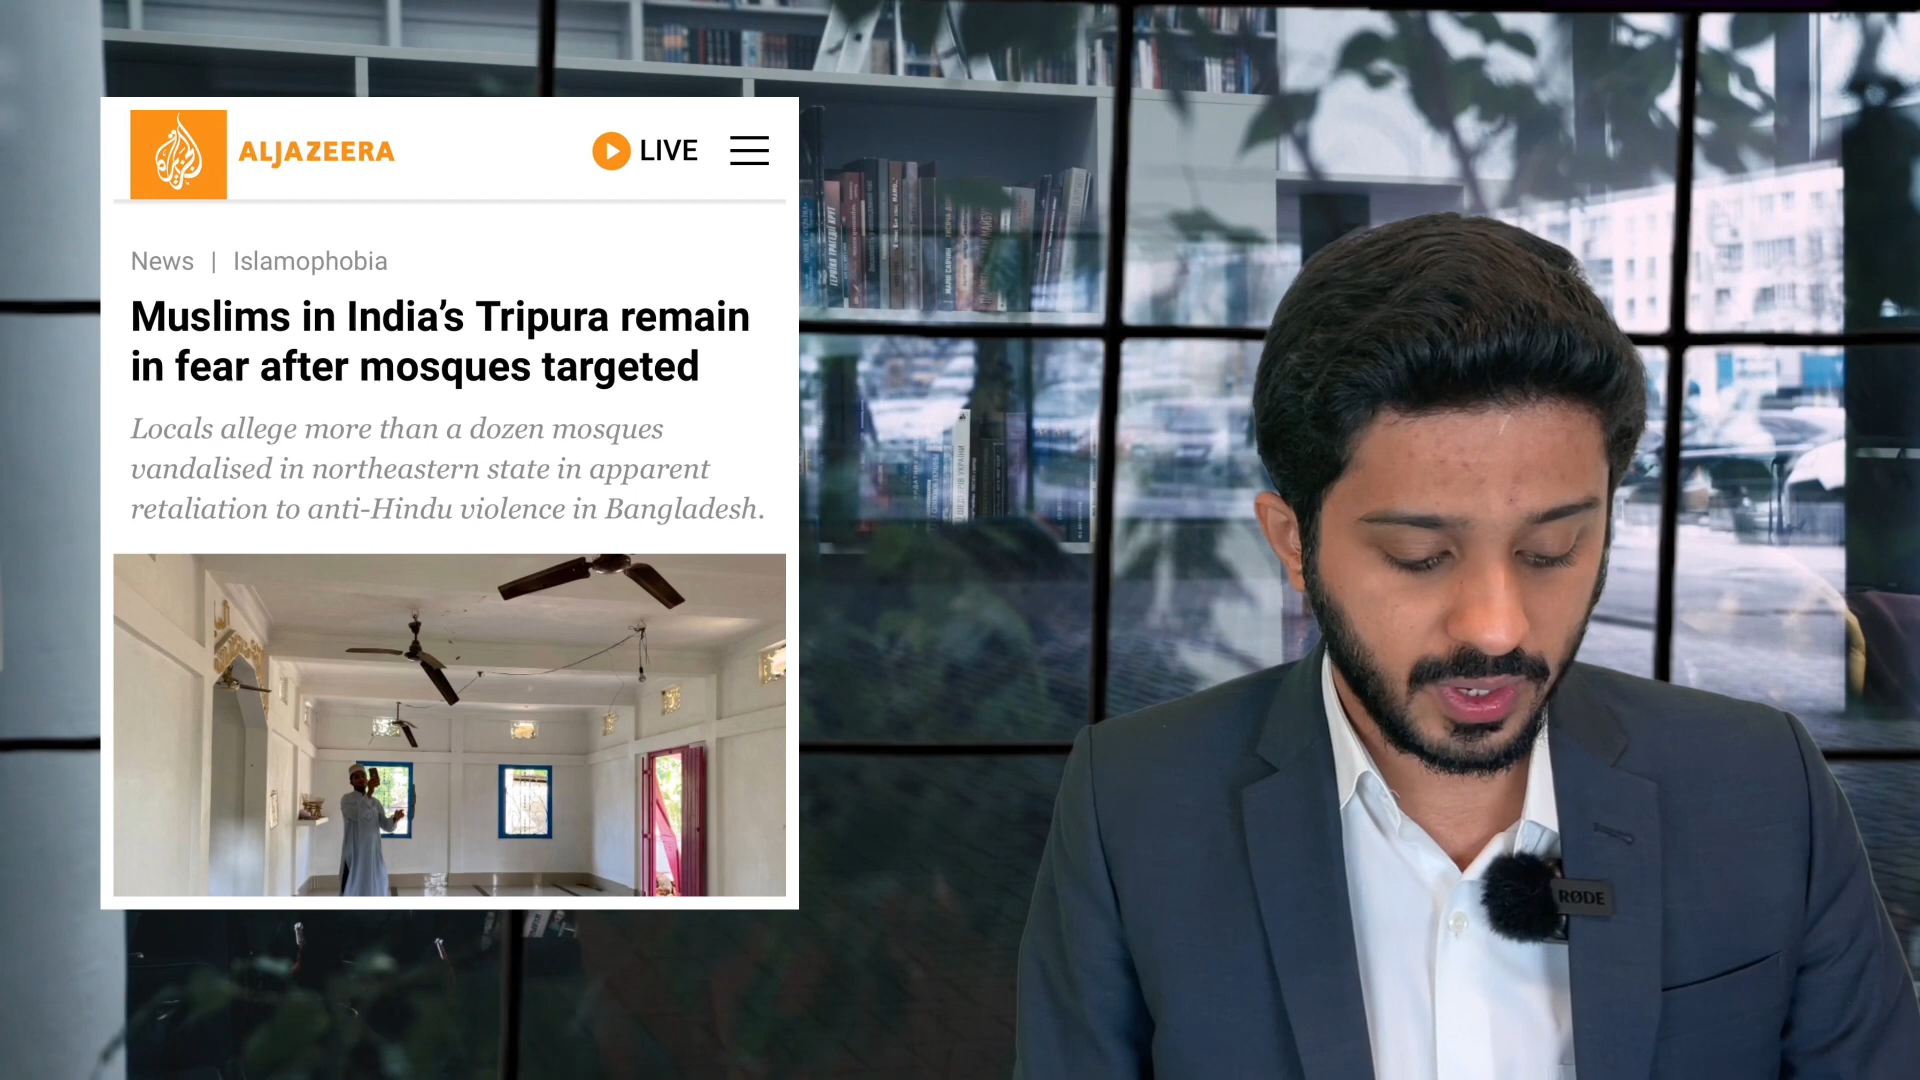 ALJAZEERA
LIVE
News | Islamophobia
Muslims in India’s Tripura remain
in fear after mosques targeted
Locals allege more than a dozen mosques
vandalised in northeastern state in apparent
retaliation to anti-Hindu violence in Bangladesh.
RØDE